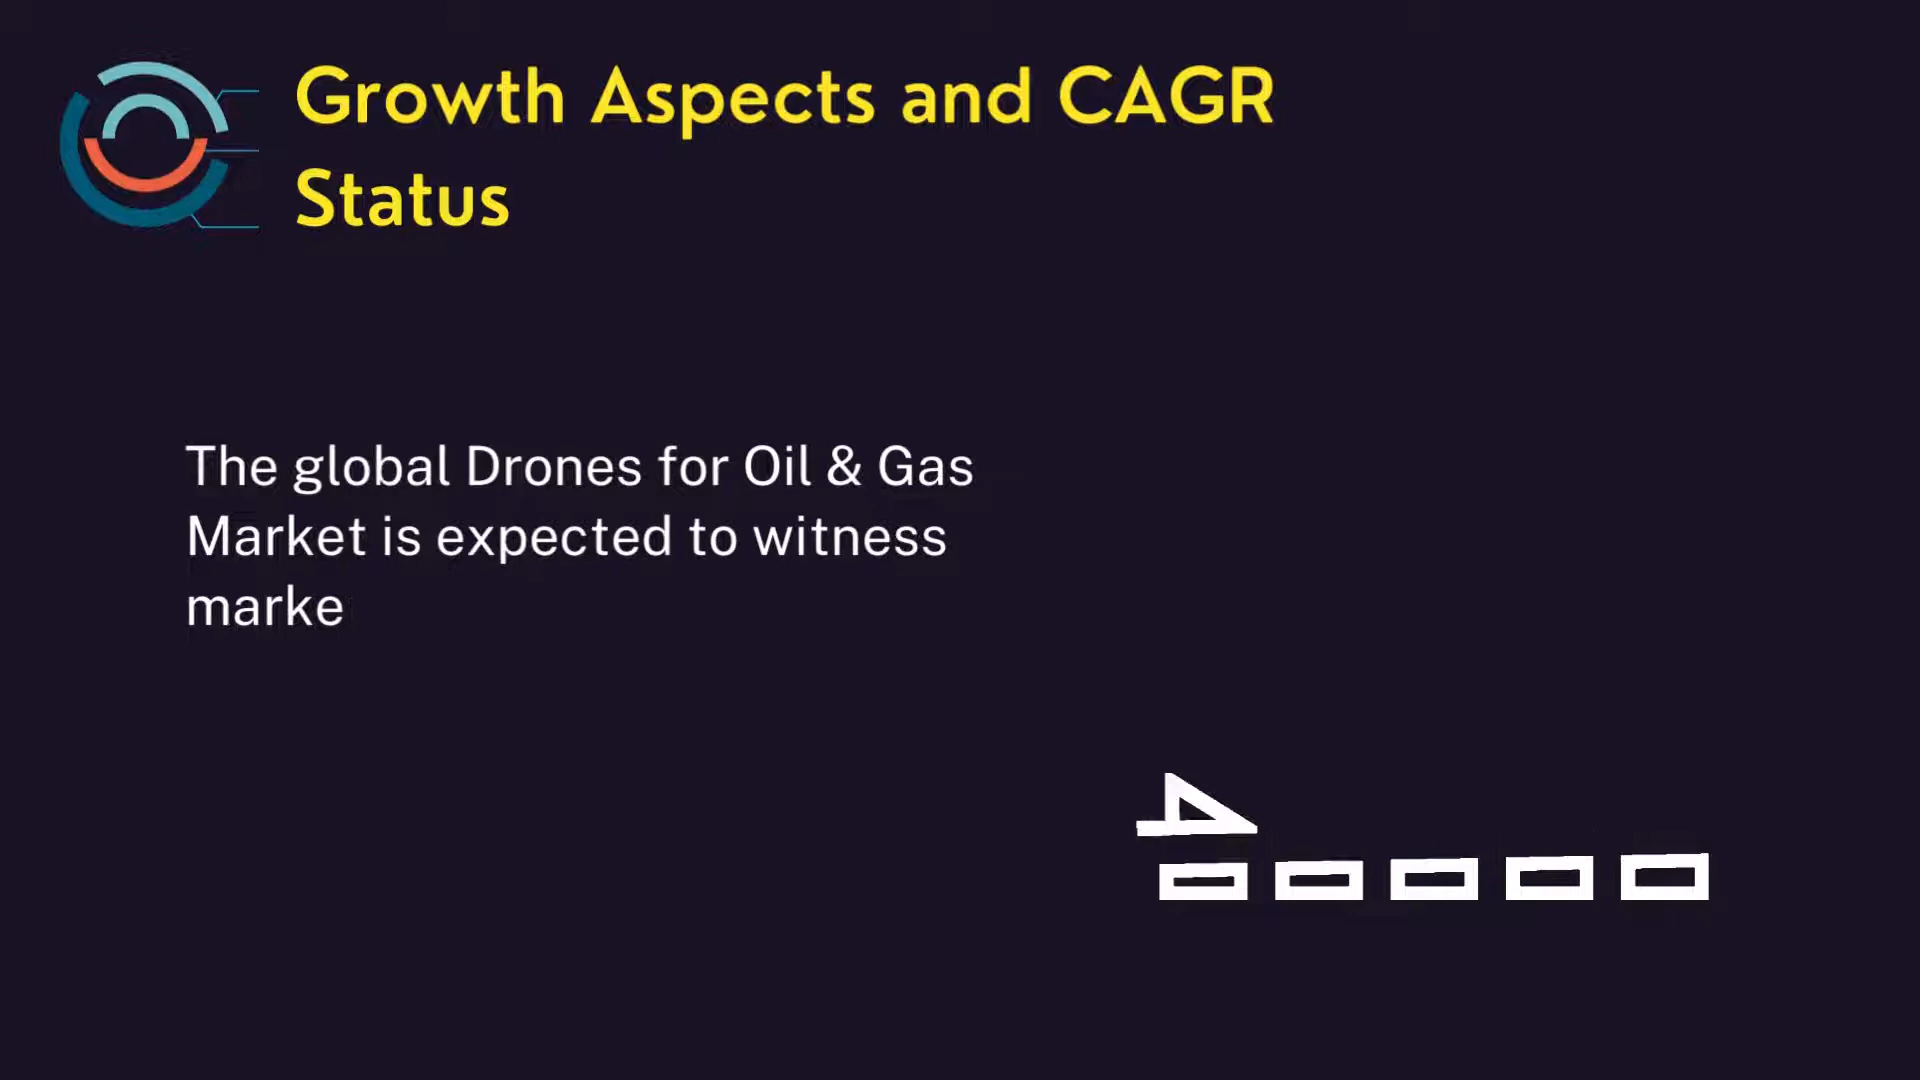 Growth Aspects and CAGR
Status
The global Drones for Oil & Gas
Market is expected to witness
marke